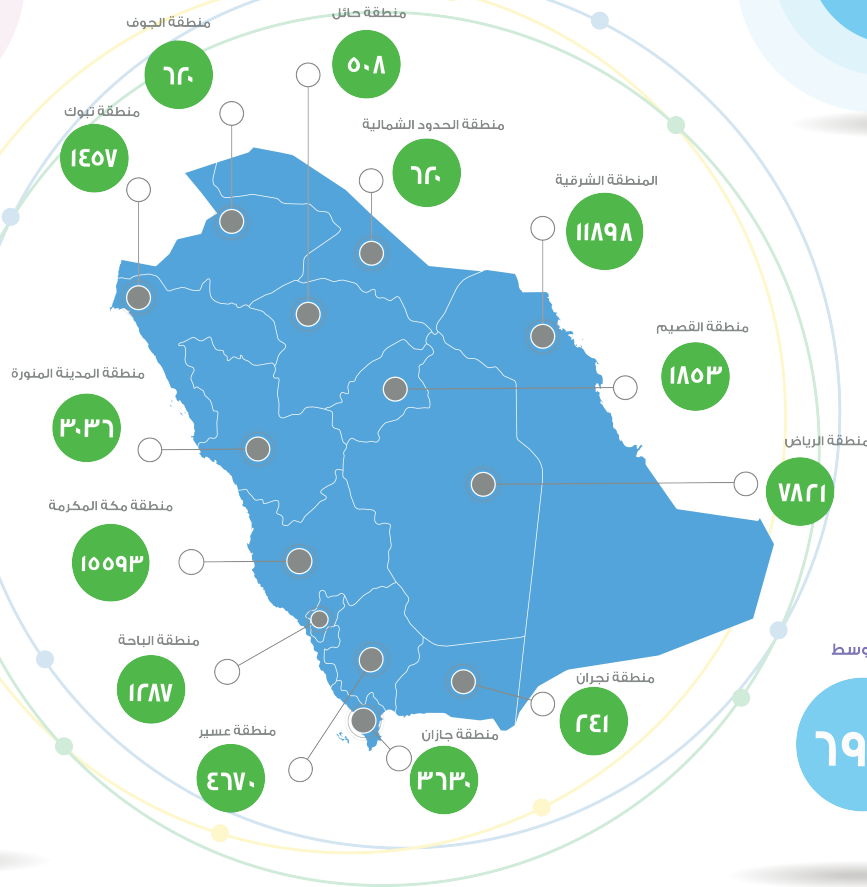 منطقة حائل
٥٠٨
منطقة الجوف
٦٢٠
منطقة تبوك
١٤٥٧
منطقة الحدود الشمالية
٦٢٠
المنطقة الشرقية
١١٨٩٨
منطقة القصيم
١٨٥٣
منطقة المدينة المنورة
٣٠٣٦
منطقة الرياض
٧٨٢١
منطقة مكة المكرمة
١٥٥٩٣
منطقة الباحة
١٢٨٧
منطقة نجران
٢٤١
منطقة عسير
٤٦٧٠
منطقة جازان
٣٦٣٠
٦٩